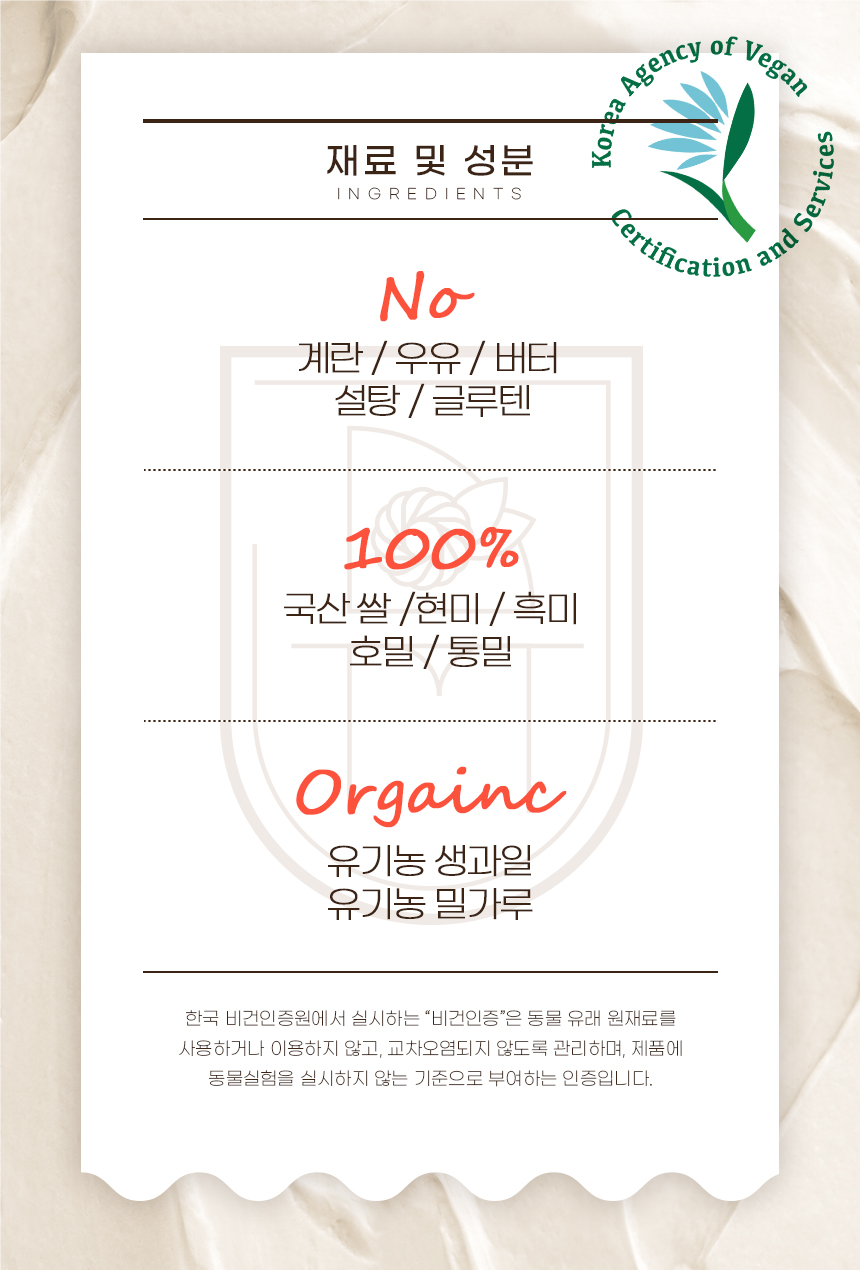 Korea Agency of Vegan
Certification and Services
재료 및 성분
INGREDIENTS
No
계란 / 우유 / 버터
설탕 / 글루텐
100%
국산 쌀 /현미 / 흑미
호밀 / 통밀
Orgainc
유기농 생과일
유기농 밀가루
한국 비건인증원에서 실시하는 “비건인증”은 동물 유래 원재료를
사용하거나 이용하지 않고, 교차오염되지 않도록 관리하며, 제품에
동물실험을 실시하지 않는 기준으로 부여하는 인증입니다.